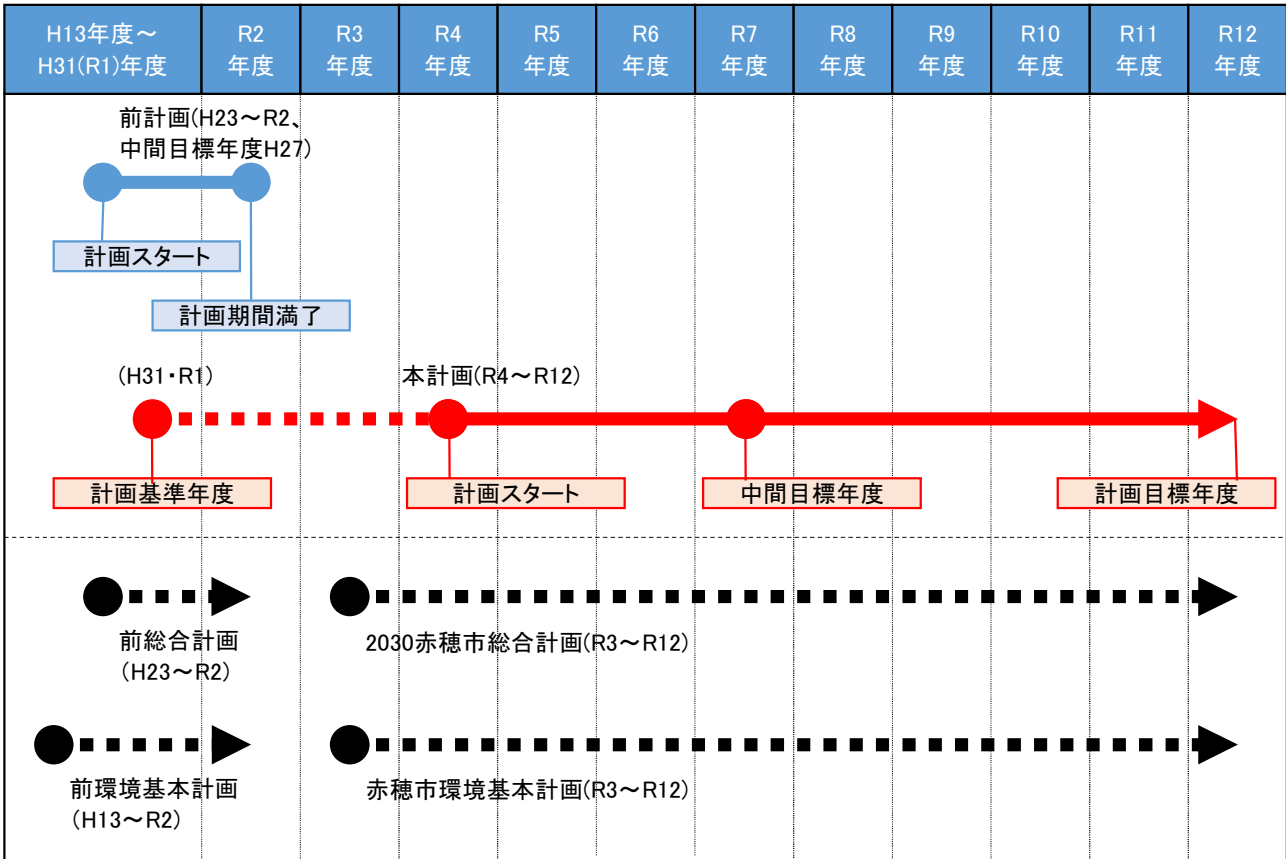 H13年度～
H31(R1)年度
R2
年度
R3
年度
R4
年度
R5
年度
R6
年度
R7
年度
R8
年度
R9
年度
R10
年度
R11
年度
R12
年度
前計画(H23～R2、
中間目標年度H27)
計画スタート
計画期間満了
(H31・R1)
本計画(R4～R12)
計画基準年度
計画スタート
中間目標年度
計画目標年度
前総合計画
(H23～R2)
2030赤穂市総合計画(R3～R12)
前環境基本計画
(H13～R2)
赤穂市環境基本計画(R3～R12)